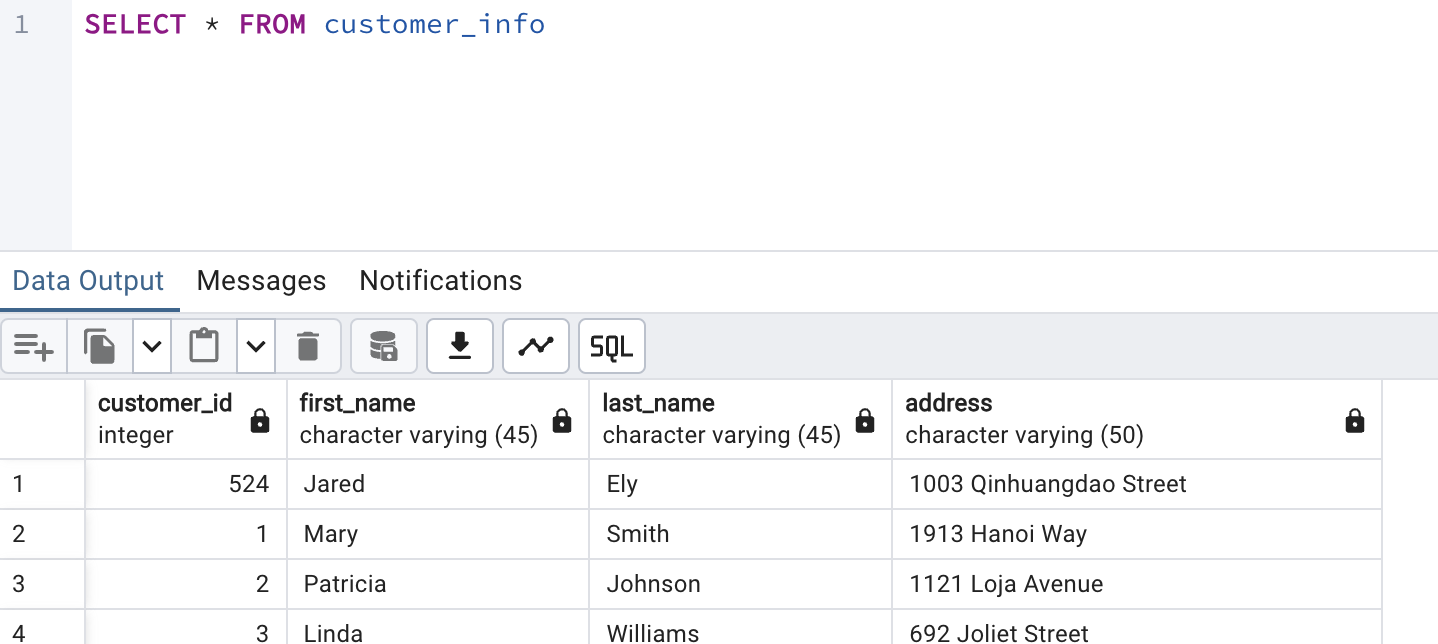 1 SELECT * FROM customer_info
Data Output Messages Notifications
SQL
customer_id first_name last_name address
integer character varying (45) character varying (45) character varying (50)
1 524 Jared Ely 1003 Qinhuangdao Street
2 1 Mary Smith 1913 Hanoi Way
3 2 Patricia Johnson 1121 Loja Avenue
4 3 Linda Williams 692 Joliet Street